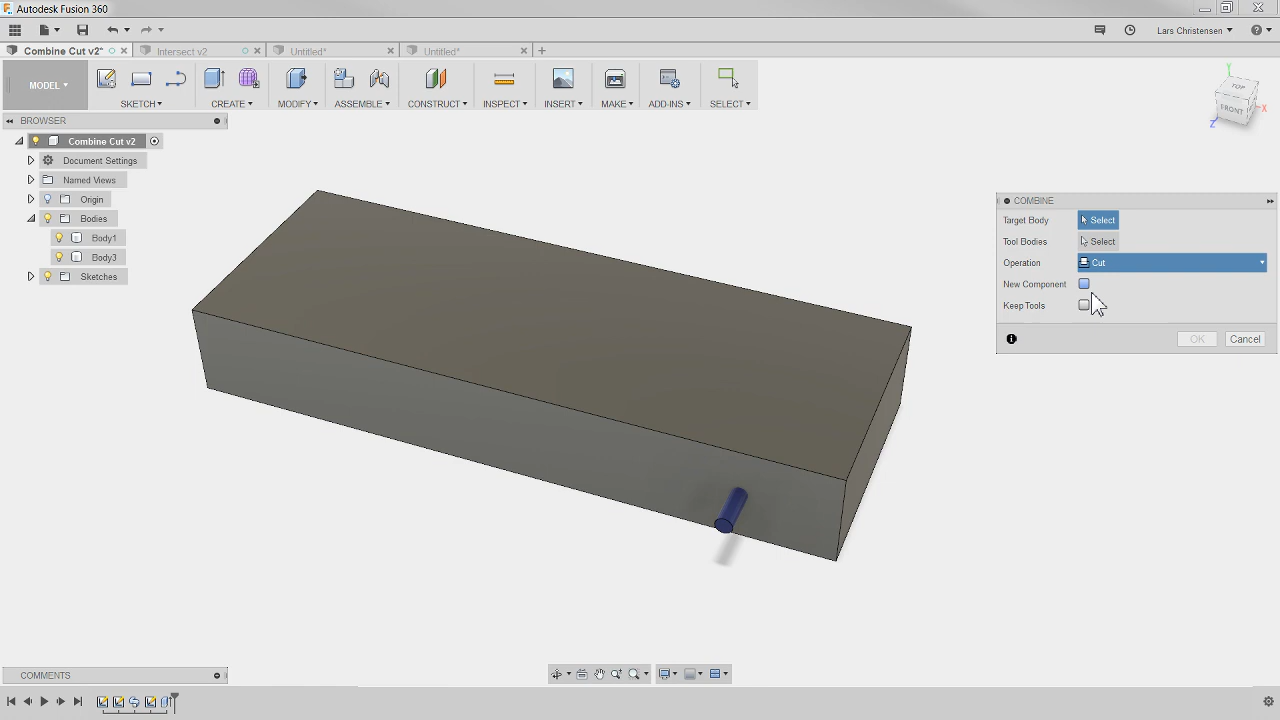 Autodesk Fusion 360
Lars Christensen
Combine Cut v2*
Intersect v2
Untitled*
Untitled*
MODEL
SKETCH
CREATE
MODIFY
ASSEMBLE
CONSTRUCT
INSPECT
INSERT
MAKE
ADD-INS
SELECT
TOP
FRONT
Y
X
Z
BROWSER
Combine Cut v2
Document Settings
Named Views
Origin
Bodies
Body1
Body3
Sketches
COMBINE
Target Body Select
Tool Bodies Select
Operation Cut
New Component
Keep Tools
OK Cancel
COMMENTS